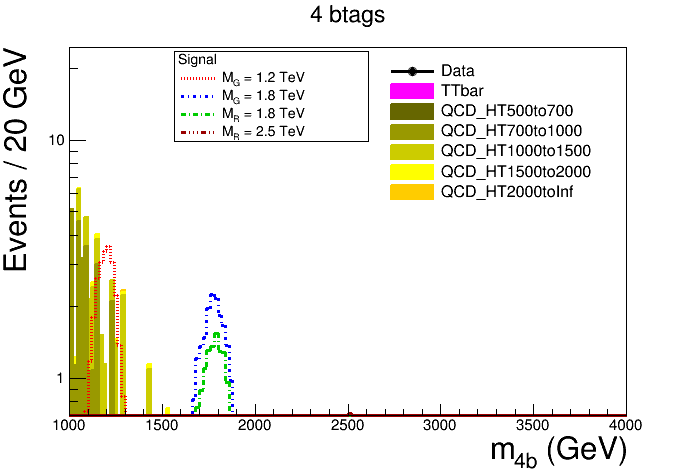 4 btags
Events / 20 GeV
Signal
M_G = 1.2 TeV
M_G = 1.8 TeV
M_R = 1.8 TeV
M_R = 2.5 TeV
Data
TTbar
QCD_HT500to700
QCD_HT700to1000
QCD_HT1000to1500
QCD_HT1500to2000
QCD_HT2000toInf
10
1
1000 1500 2000 2500 3000 3500 4000
m_4b (GeV)